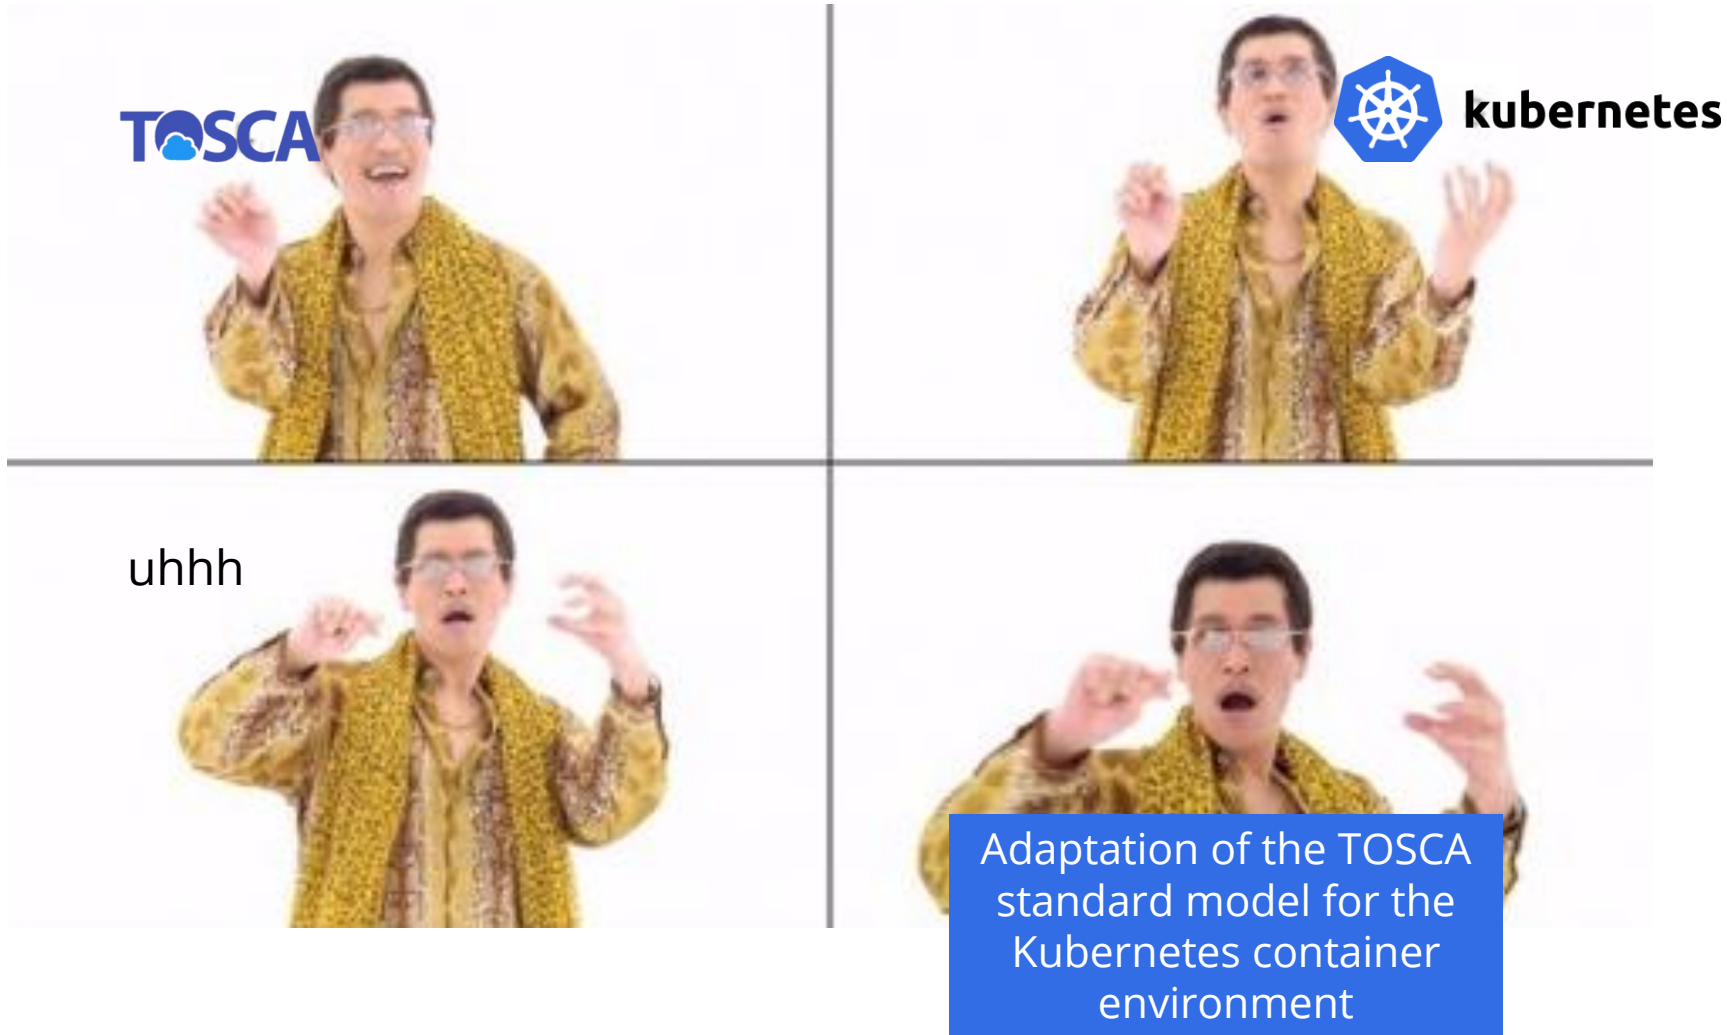 TOSCA
kubernetes
uhhh
Adaptation of the TOSCA
standard model for the
Kubernetes container
environment